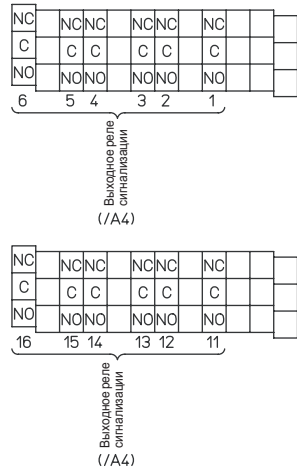 NC NC NC NC NC NC
C C C C C C
NO NO NO NO NO NO
6 5 4 3 2 1
Выходное реле
сигнализации
(/A4)
NC NC NC NC NC NC
C C C C C C
NO NO NO NO NO NO
16 15 14 13 12 11
Выходное реле
сигнализации
(/A4)